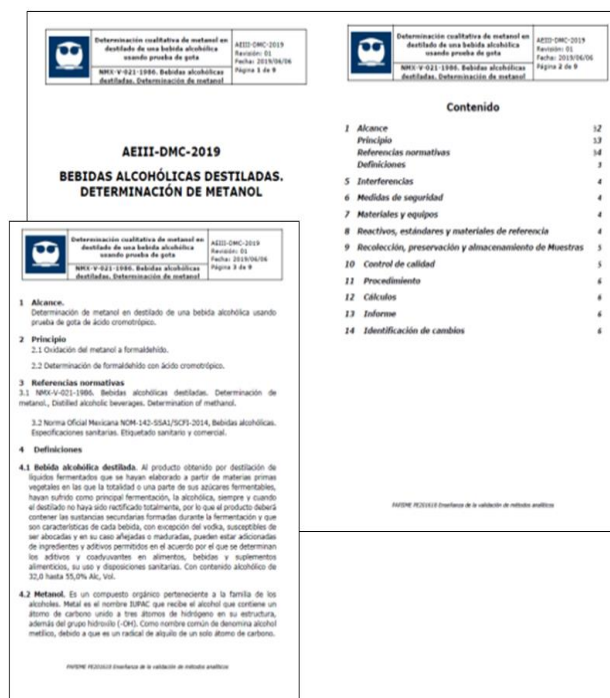 Determinación cualitativa de metanol en
destilado de una bebida alcohólica
usando prueba de gota
NMX-V-021-1986. Bebidas alcohólicas
destiladas. Determinación de metanol
AEIII-DMC-2019
Revisión: 01
Fecha: 2019/06/06
Página 1 de 9
AEIII-DMC-2019
BEBIDAS ALCOHÓLICAS DESTILADAS.
DETERMINACIÓN DE METANOL
Determinación cualitativa de metanol en
destilado de una bebida alcohólica
usando prueba de gota
NMX-V-021-1986. Bebidas alcohólicas
destiladas. Determinación de metanol
AEIII-DMC-2019
Revisión: 01
Fecha: 2019/06/06
Página 2 de 9
Contenido
1 Alcance 12
Principio 13
Referencias normativas 14
Definiciones 3
5 Interferencias 4
6 Medidas de seguridad 4
7 Materiales y equipos 4
8 Reactivos, estándares y materiales de referencia 4
9 Recolección, preservación y almacenamiento de Muestras 5
10 Control de calidad 5
11 Procedimiento 6
12 Cálculos 6
13 Informe 6
14 Identificación de cambios 6
PAPIME PE201618 Enseñanza de la validación de métodos analíticos
Determinación cualitativa de metanol en
destilado de una bebida alcohólica
usando prueba de gota
NMX-V-021-1986. Bebidas alcohólicas
destiladas. Determinación de metanol
AEIII-DMC-2019
Revisión: 01
Fecha: 2019/06/06
Página 3 de 9
1 Alcance.
Determinación de metanol en destilado de una bebida alcohólica usando
prueba de gota de ácido cromotrópico.
2 Principio
2.1 Oxidación del metanol a formaldehído.
2.2 Determinación de formaldehído con ácido cromotrópico.
3 Referencias normativas
3.1 NMX-V-021-1986. Bebidas alcohólicas destiladas. Determinación de
metanol., Distilled alcoholic beverages. Determination of methanol.
3.2 Norma Oficial Mexicana NOM-142-SSA1/SCFI-2014, Bebidas alcohólicas.
Especificaciones sanitarias. Etiquetado sanitario y comercial.
4 Definiciones
4.1 Bebida alcohólica destilada. Al producto obtenido por destilación de
líquidos fermentados que se hayan elaborado a partir de materias primas
vegetales en las que la totalidad o una parte de sus azúcares fermentables,
hayan sufrido como principal fermentación, la alcohólica, siempre y cuando
el destilado no haya sido rectificado totalmente, por lo que el producto deberá
contener las sustancias secundarias formadas durante la fermentación y que
son características de cada bebida, con excepción del vodka, susceptibles de
ser abocadas y en su caso añejadas o maduradas, pueden estar adicionadas
de ingredientes y aditivos permitidos en el acuerdo por el que se determinan
los aditivos y coadyuvantes en alimentos, bebidas y suplementos
alimenticios, su uso y disposiciones sanitarias. Con contenido alcohólico de
32,0 hasta 55,0% Alc, Vol.
4.2 Metanol. Es un compuesto orgánico perteneciente a la familia de los
alcoholes. Metal es el nombre IUPAC que recibe el alcohol que contiene un
átomo de carbono unido a tres átomos de hidrógeno en su estructura,
además del grupo hidroxilo (-OH). Como nombre común de denomina alcohol
metílico, debido a que es un radical de alquilo de un solo átomo de carbono.
PAPIME PE201618 Enseñanza de la validación de métodos analíticos